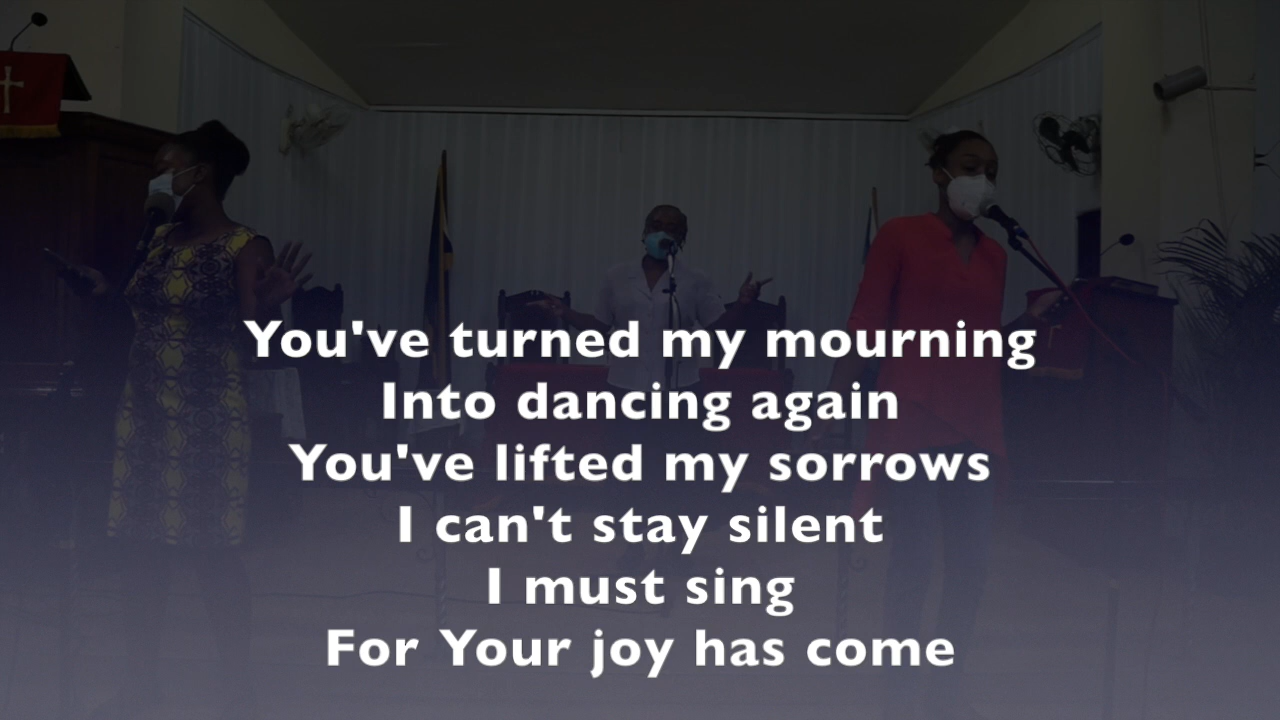 You've turned my mourning
Into dancing again
You've lifted my sorrows
I can't stay silent
I must sing
For Your joy has come